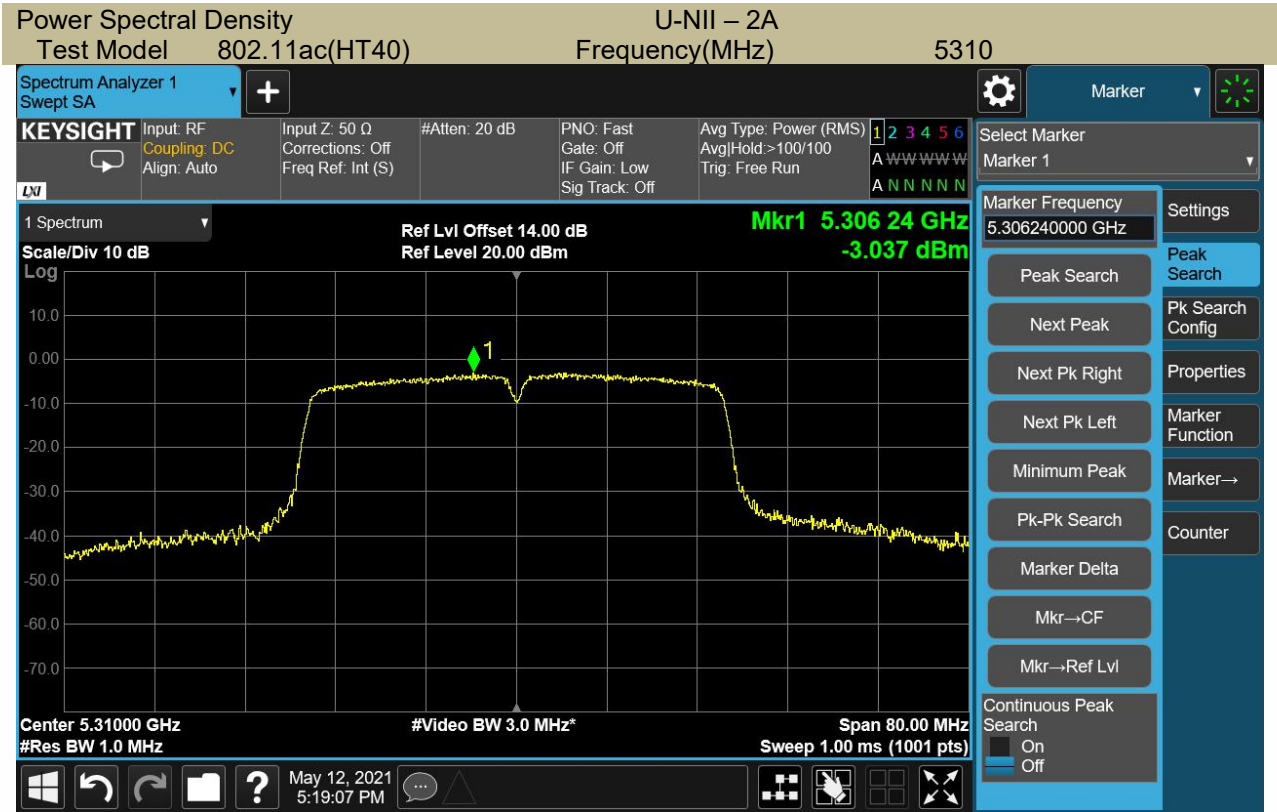 Power Spectral Density U-NII – 2A
Test Model 802.11ac(HT40) Frequency(MHz) 5310
Spectrum Analyzer 1
Swept SA
+
Marker
KEYSIGHT
LXI
Input: RF
Coupling: DC
Align: Auto
Input Z: 50 Ω
Corrections: Off
Freq Ref: Int (S)
#Atten: 20 dB
PNO: Fast
Gate: Off
IF Gain: Low
Sig Track: Off
Avg Type: Power (RMS)
Avg|Hold:>100/100
Trig: Free Run
1 2 3 4 5 6
A W W W W W
A N N N N N
Select Marker
Marker 1
1 Spectrum
Scale/Div 10 dB
Log
Ref Lvl Offset 14.00 dB
Ref Level 20.00 dBm
Mkr1 5.306 24 GHz
-3.037 dBm
10.0
0.00
-10.0
-20.0
-30.0
-40.0
-50.0
-60.0
-70.0
1
Center 5.31000 GHz
#Res BW 1.0 MHz
#Video BW 3.0 MHz*
Span 80.00 MHz
Sweep 1.00 ms (1001 pts)
Marker Frequency
5.306240000 GHz
Peak Search
Next Peak
Next Pk Right
Next Pk Left
Minimum Peak
Pk-Pk Search
Marker Delta
Mkr→CF
Mkr→Ref Lvl
Continuous Peak
Search
On
Off
Settings
Peak
Search
Pk Search
Config
Properties
Marker
Function
Marker→
Counter
?
May 12, 2021
5:19:07 PM